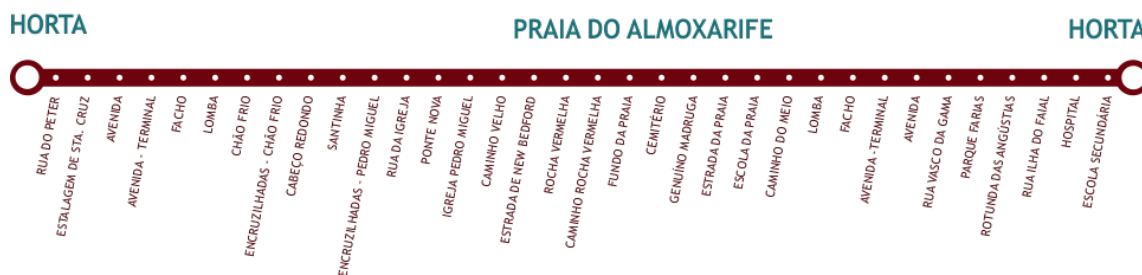 HORTA
PRAIA DO ALMOXARIFE
HORTA
RUA DO PETER
ESTALAGEM DE STA. CRUZ
AVENIDA
AVENIDA - TERMINAL
FACHO
LOMBA
CHÃO FRIO
ENCRUZILHADAS - CHÃO FRIO
CABEÇO REDONDO
SANTINHA
ENCRUZILHADAS - PEDRO MIGUEL
RUA DA IGREJA
PONTE NOVA
IGREJA PEDRO MIGUEL
CAMINHO VELHO
ESTRADA DE NEW BEDFORD
ROCHA VERMELHA
CAMINHO ROCHA VERMELHA
FUNDO DA PRAIA
CEMITÉRIO
GENUÍNO MADRUGA
ESTRADA DA PRAIA
ESCOLA DA PRAIA
CAMINHO DO MEIO
LOMBA
FACHO
AVENIDA - TERMINAL
AVENIDA
RUA VASCO DA GAMA
PARQUE FARIAS
ROTUNDA DAS ANGÚSTIAS
RUA ILHA DO FAIAL
HOSPITAL
ESCOLA SECUNDÁRIA